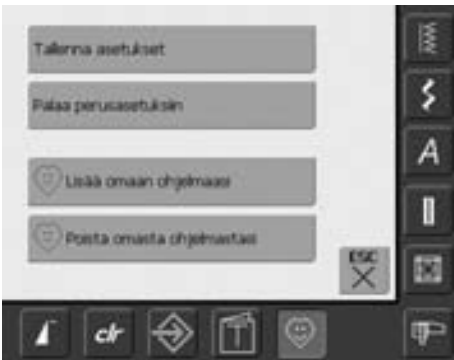 Tallenna asetukset
Palaa perusasetuksiin
Lisää omaan ohjelmaasi
Poista omasta ohjelmastasi
ESC
A
clr